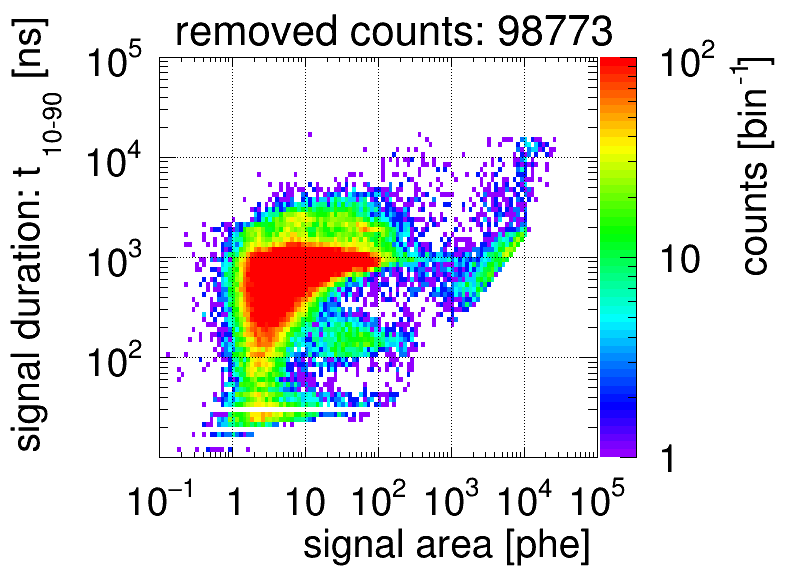 removed counts: 98773
signal duration: t 10-90 [ns]
10^5
10^4
10^3
10^2
10^−1 1 10 10^2 10^3 10^4 10^5
signal area [phe]
10^2
10
1
counts [bin^-1]